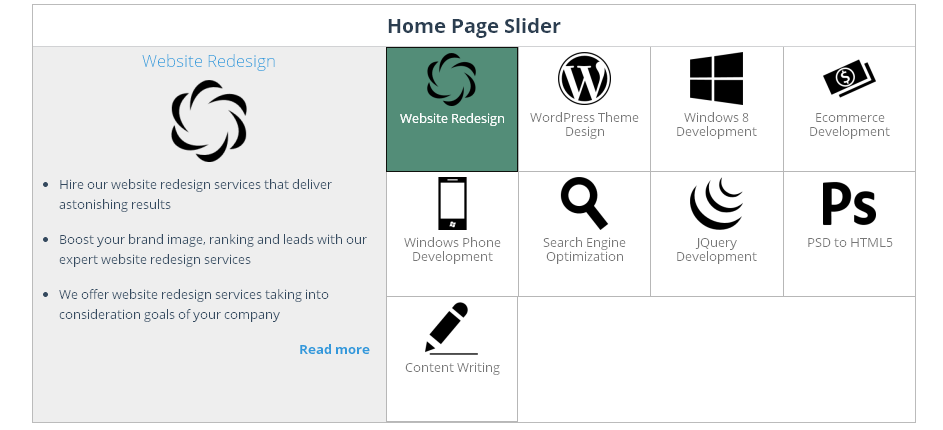 Home Page Slider
Website Redesign
Hire our website redesign services that deliver
astonishing results
Boost your brand image, ranking and leads with our
expert website redesign services
We offer website redesign services taking into
consideration goals of your company
Read more
Website Redesign
WordPress Theme
Design
Windows 8
Development
$
Ecommerce
Development
Windows Phone
Development
Search Engine
Optimization
JQuery
Development
Ps
PSD to HTML5
Content Writing